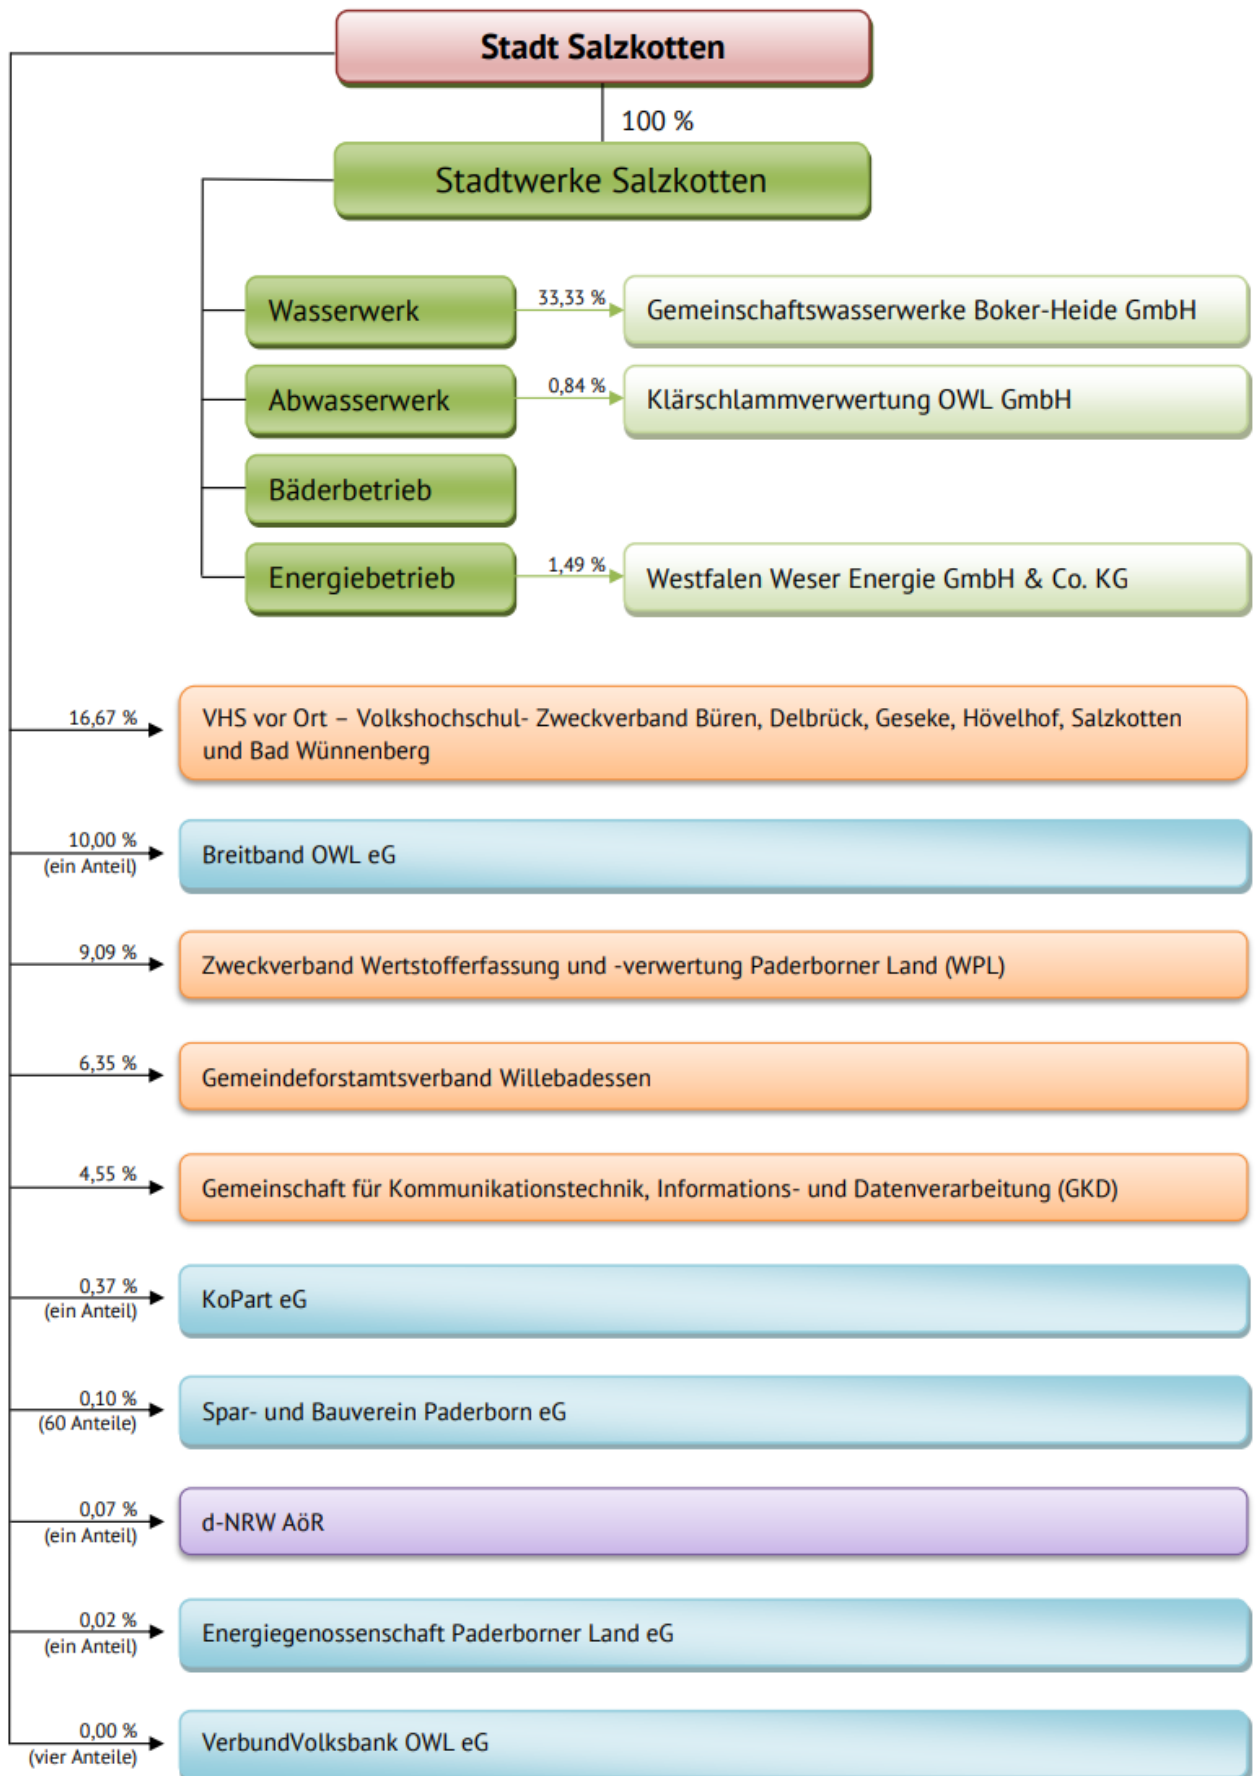 Stadt Salzkotten
100 %
Stadtwerke Salzkotten
Wasserwerk
33,33 %
Gemeinschaftswasserwerke Boker-Heide GmbH
Abwasserwerk
0,84 %
Klärschlammverwertung OWL GmbH
Bäderbetrieb
Energiebetrieb
1,49 %
Westfalen Weser Energie GmbH & Co. KG
16,67 %
VHS vor Ort – Volkshochschul- Zweckverband Büren, Delbrück, Geseke, Hövelhof, Salzkotten
und Bad Wünnenberg
10,00 %
(ein Anteil)
Breitband OWL eG
9,09 %
Zweckverband Wertstofferfassung und -verwertung Paderborner Land (WPL)
6,35 %
Gemeindeforstamtsverband Willebadessen
4,55 %
Gemeinschaft für Kommunikationstechnik, Informations- und Datenverarbeitung (GKD)
0,37 %
(ein Anteil)
KoPart eG
0,10 %
(60 Anteile)
Spar- und Bauverein Paderborn eG
0,07 %
(ein Anteil)
d-NRW AöR
0,02 %
(ein Anteil)
Energiegenossenschaft Paderborner Land eG
0,00 %
(vier Anteile)
VerbundVolksbank OWL eG